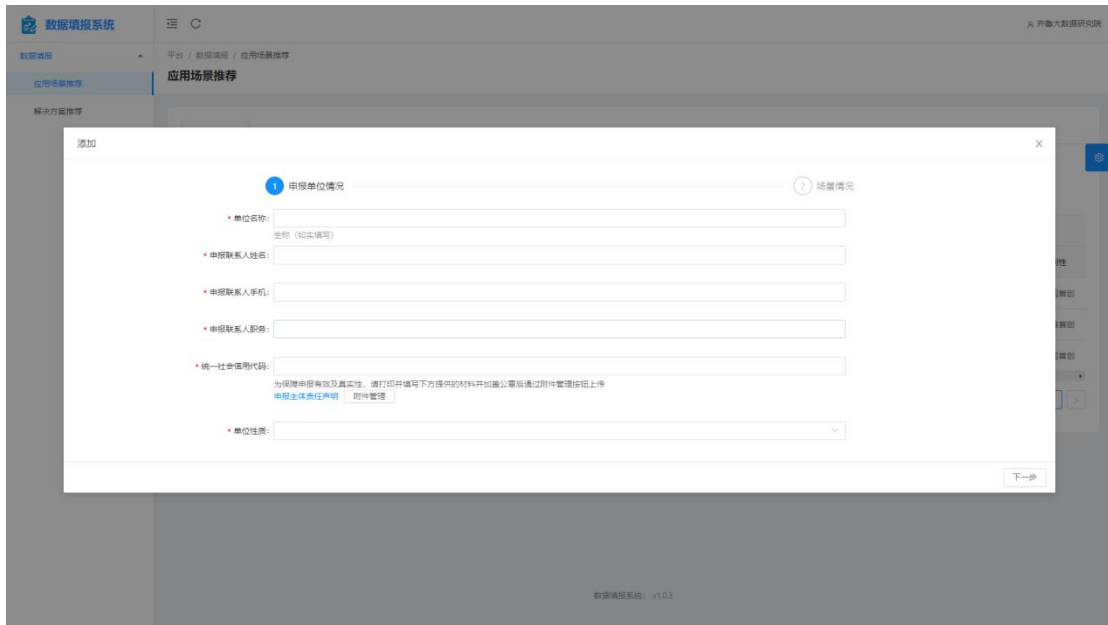 数据填报系统
齐鲁大数据研究院
数据填报
平台 / 数据填报 / 应用场景推荐
应用场景推荐
应用场景推荐
解决方案推荐
添加
1 申报单位情况
2 场景情况
* 单位名称:
全称（如实填写）
* 申报联系人姓名:
* 申报联系人手机:
* 申报联系人职务:
* 统一社会信用代码:
为保障申报有效及真实性，请打印并填写下方提供的材料并加盖公章后通过附件管理按钮上传
申报主体责任声明 附件管理
* 单位性质:
下一步
数据填报系统： v1.0.3